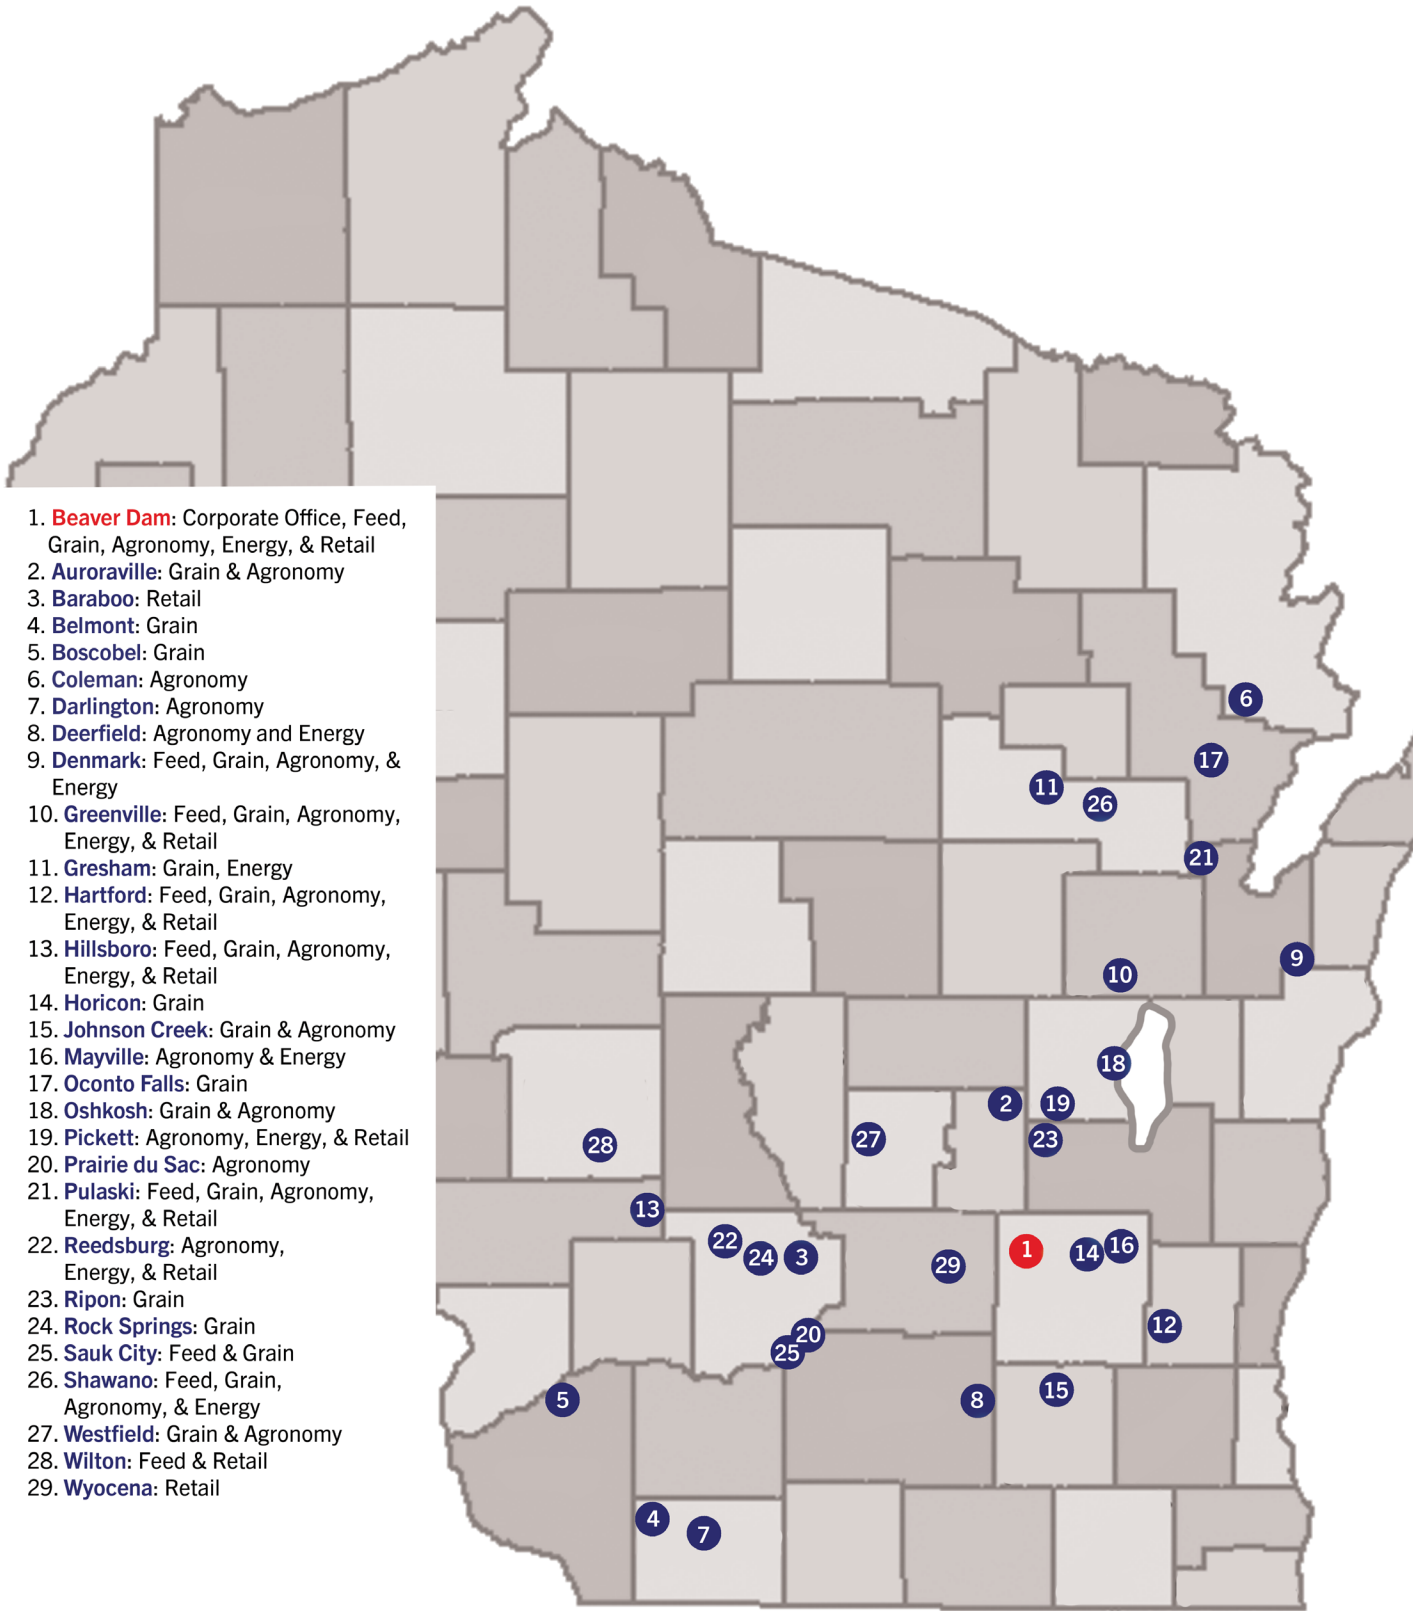 1. Beaver Dam: Corporate Office, Feed,
Grain, Agronomy, Energy, & Retail
2. Auroraville: Grain & Agronomy
3. Baraboo: Retail
4. Belmont: Grain
5. Boscobel: Grain
6. Coleman: Agronomy
7. Darlington: Agronomy
8. Deerfield: Agronomy and Energy
9. Denmark: Feed, Grain, Agronomy, &
Energy
10. Greenville: Feed, Grain, Agronomy,
Energy, & Retail
11. Gresham: Grain, Energy
12. Hartford: Feed, Grain, Agronomy,
Energy, & Retail
13. Hillsboro: Feed, Grain, Agronomy,
Energy, & Retail
14. Horicon: Grain
15. Johnson Creek: Grain & Agronomy
16. Mayville: Agronomy & Energy
17. Oconto Falls: Grain
18. Oshkosh: Grain & Agronomy
19. Pickett: Agronomy, Energy, & Retail
20. Prairie du Sac: Agronomy
21. Pulaski: Feed, Grain, Agronomy,
Energy, & Retail
22. Reedsburg: Agronomy,
Energy, & Retail
23. Ripon: Grain
24. Rock Springs: Grain
25. Sauk City: Feed & Grain
26. Shawano: Feed, Grain,
Agronomy, & Energy
27. Westfield: Grain & Agronomy
28. Wilton: Feed & Retail
29. Wyocena: Retail
6
17
11
26
21
9
10
18
2
19
27
23
28
13
22
24
3
29
1
14
16
12
20
25
5
8
15
4
7